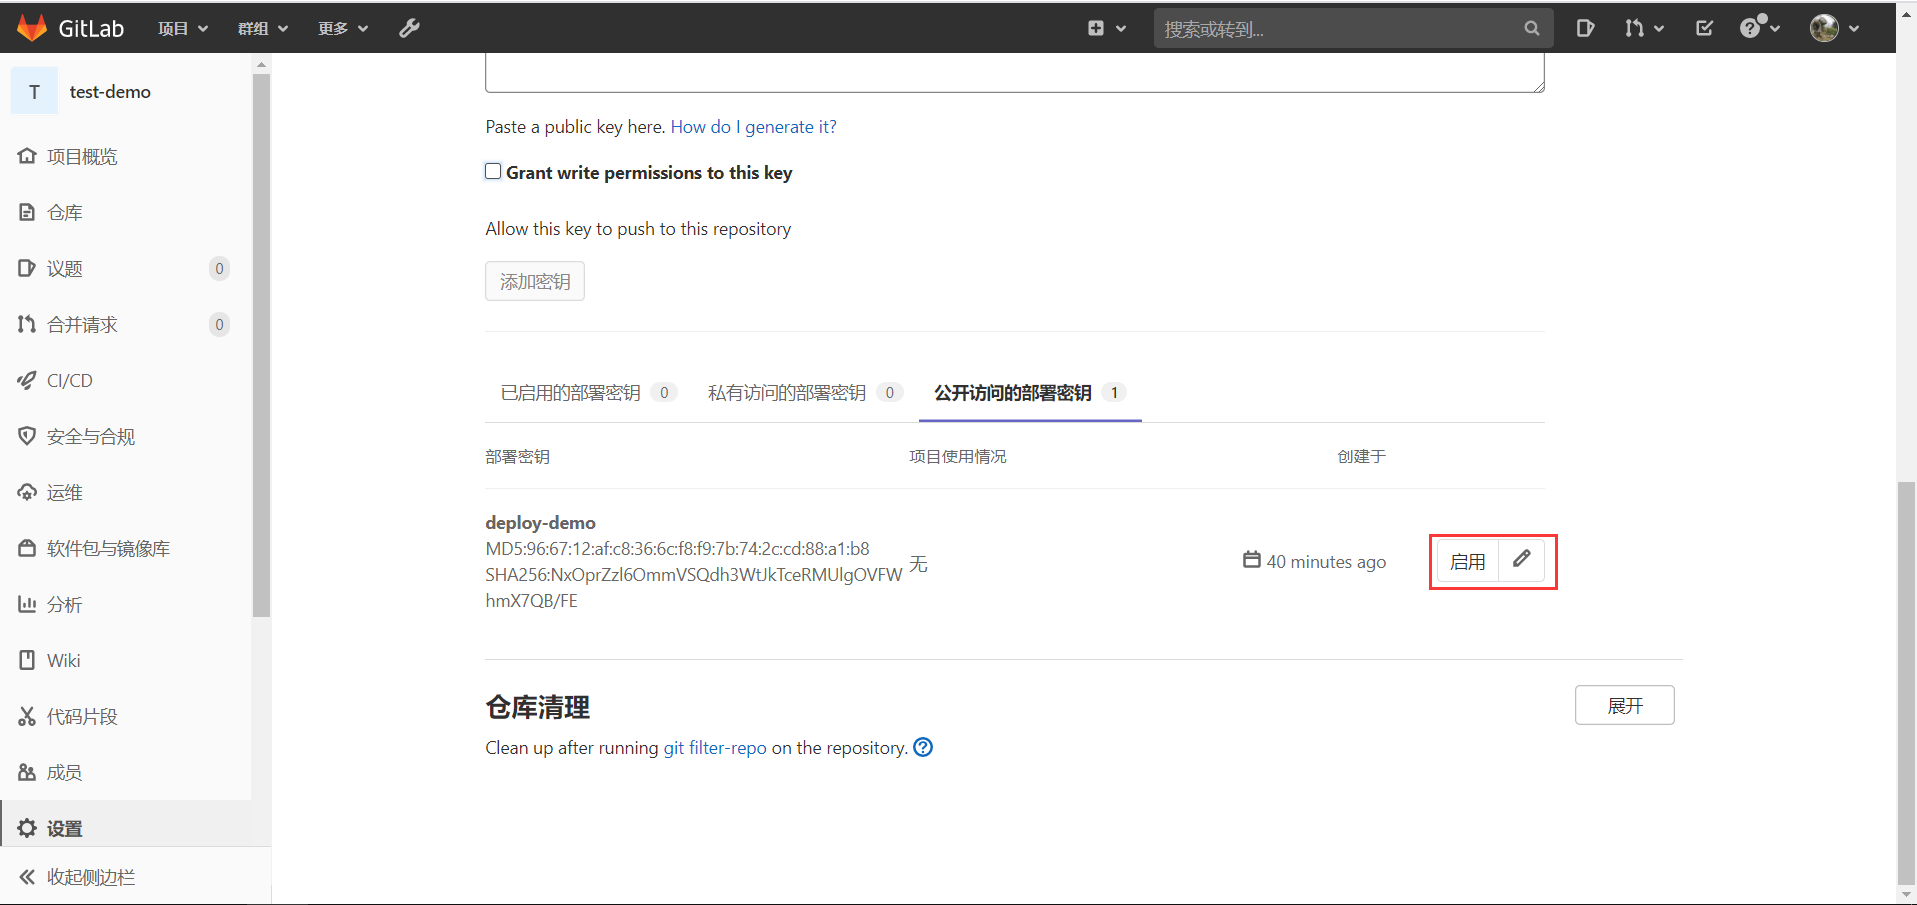 GitLab 项目 群组 更多 搜索或转到...
T test-demo
项目概览
仓库
议题 0
合并请求 0
CI/CD
安全与合规
运维
软件包与镜像库
分析
Wiki
代码片段
成员
设置
收起侧边栏
Paste a public key here. How do I generate it?
Grant write permissions to this key
Allow this key to push to this repository
添加密钥
已启用的部署密钥 0 私有访问的部署密钥 0 公开访问的部署密钥 1
部署密钥 项目使用情况 创建于
deploy-demo
MD5:96:67:12:af:c8:36:6c:f8:f9:7b:74:2c:cd:88:a1:b8
SHA256:NxOprZzl6OmmVSQdh3WtJkTceRMUlgOVFW
hmX7QB/FE
无
40 minutes ago
启用
仓库清理
展开
Clean up after running git filter-repo on the repository.